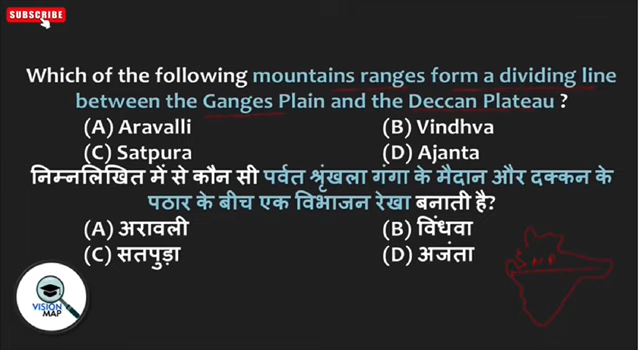 SUBSCRIBE
Which of the following mountains ranges form a dividing line
between the Ganges Plain and the Deccan Plateau ?
(A) Aravalli (B) Vindhva
(C) Satpura (D) Ajanta
निम्नलिखित में से कौन सी पर्वत श्रृंखला गंगा के मैदान और दक्कन के
पठार के बीच एक विभाजन रेखा बनाती है?
(A) अरावली (B) विंधवा
(C) सतपुड़ा (D) अजंता
VISION
MAP